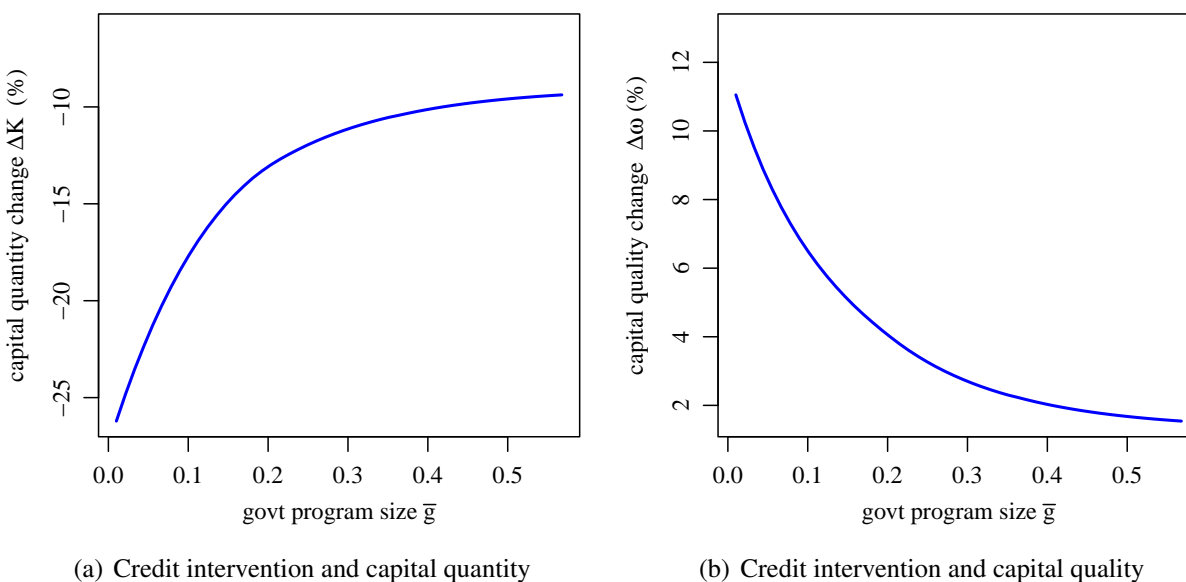 capital quantity change ΔK (%)
−10
−15
−20
−25
0.0 0.1 0.2 0.3 0.4 0.5
govt program size g̅
(a) Credit intervention and capital quantity
capital quality change Δω (%)
12
10
8
6
4
2
0.0 0.1 0.2 0.3 0.4 0.5
govt program size g̅
(b) Credit intervention and capital quality